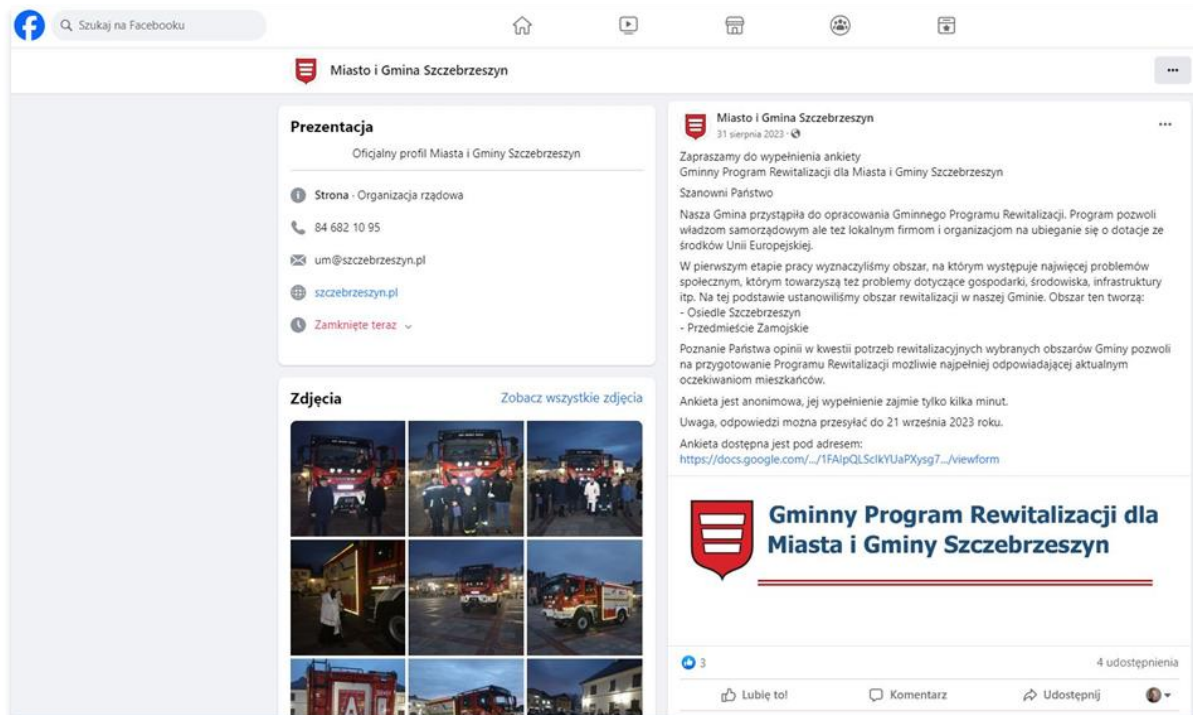 Szukaj na Facebooku
Miasto i Gmina Szczebrzeszyn
Prezentacja
Oficjalny profil Miasta i Gminy Szczebrzeszyn
Strona · Organizacja rządowa
84 682 10 95
um@szczebrzeszyn.pl
szczebrzeszyn.pl
Zamknięte teraz
Zdjęcia
Zobacz wszystkie zdjęcia
Miasto i Gmina Szczebrzeszyn
31 sierpnia 2023 ·
Zapraszamy do wypełnienia ankiety
Gminny Program Rewitalizacji dla Miasta i Gminy Szczebrzeszyn
Szanowni Państwo
Nasza Gmina przystąpiła do opracowania Gminnego Programu Rewitalizacji. Program pozwoli
władzom samorządowym ale też lokalnym firmom i organizacjom na ubieganie się o dotacje ze
środków Unii Europejskiej.
W pierwszym etapie pracy wyznaczyliśmy obszar, na którym występuje najwięcej problemów
społecznym, którym towarzyszą też problemy dotyczące gospodarki, środowiska, infrastruktury
itp. Na tej podstawie ustanowiliśmy obszar rewitalizacji w naszej Gminie. Obszar ten tworzą:
- Osiedle Szczebrzeszyn
- Przedmieście Zamojskie
Poznanie Państwa opinii w kwestii potrzeb rewitalizacyjnych wybranych obszarów Gminy pozwoli
na przygotowanie Programu Rewitalizacji możliwie najpełniej odpowiadającej aktualnym
oczekiwaniom mieszkańców.
Ankieta jest anonimowa, jej wypełnienie zajmie tylko kilka minut.
Uwaga, odpowiedzi można przesyłać do 21 września 2023 roku.
Ankieta dostępna jest pod adresem:
https://docs.google.com/.../1FAIpQLSclkYUaPXysg7.../viewform
Gminny Program Rewitalizacji dla
Miasta i Gminy Szczebrzeszyn
3
4 udostępnienia
Lubię to!
Komentarz
Udostępnij